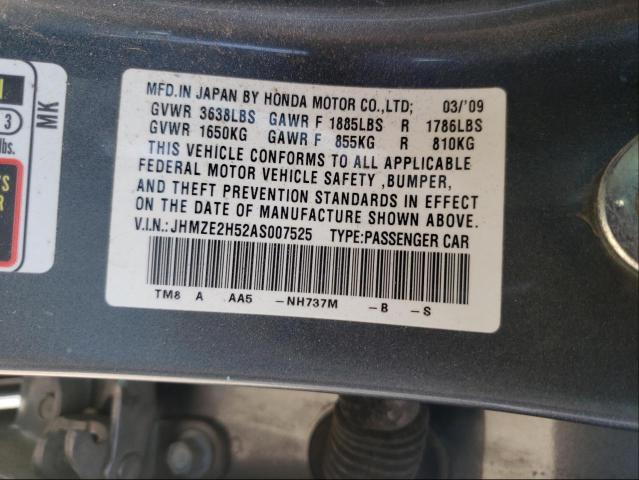 MFD.IN JAPAN BY HONDA MOTOR CO.,LTD; 03/'09
GVWR 3638LBS GAWR F 1885LBS R 1786LBS
GVWR 1650KG GAWR F 855KG R 810KG
THIS VEHICLE CONFORMS TO ALL APPLICABLE
FEDERAL MOTOR VEHICLE SAFETY ,BUMPER,
AND THEFT PREVENTION STANDARDS IN EFFECT
ON THE DATE OF MANUFACTURE SHOWN ABOVE.
V.I.N.:JHMZE2H52AS007525 TYPE:PASSENGER CAR
TM8 A AA5 -NH737M -B -S
MK
3
lbs.